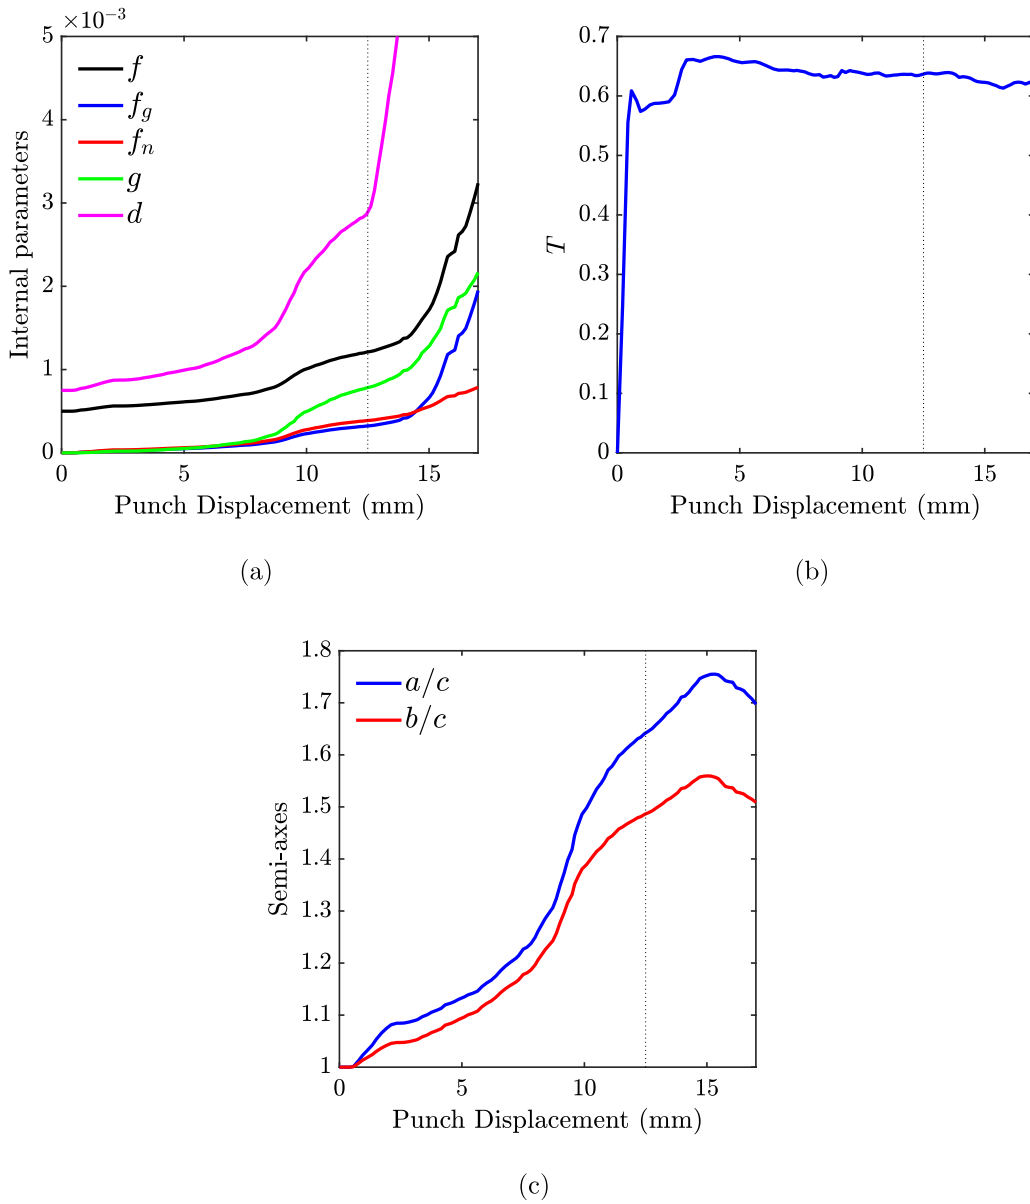 ×10⁻³
5
4
3
2
1
0
0 5 10 15
Internal parameters
f
f_g
f_n
g
d
Punch Displacement (mm)
(a)
0.7
0.6
0.5
0.4
0.3
0.2
0.1
0
0 5 10 15
T
Punch Displacement (mm)
(b)
1.8
1.7
1.6
1.5
1.4
1.3
1.2
1.1
1
0 5 10 15
Semi-axes
a/c
b/c
Punch Displacement (mm)
(c)